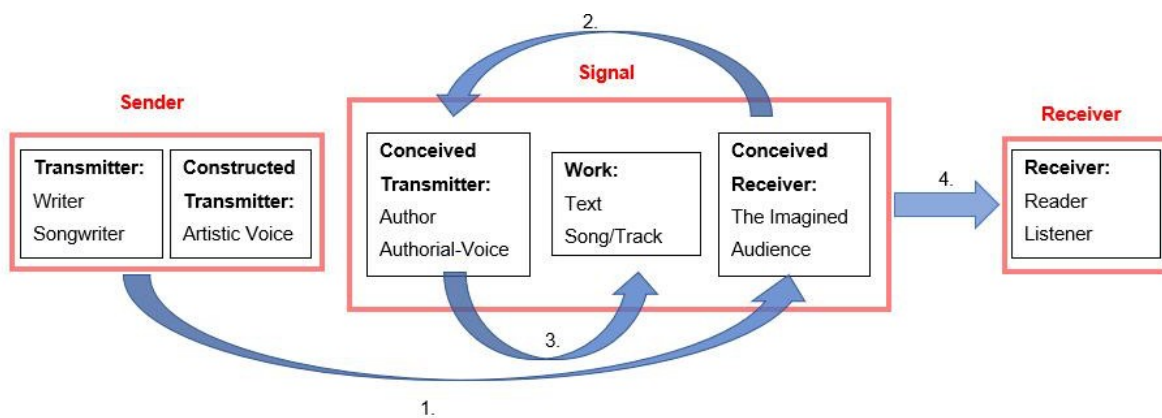 2.
Signal
Sender
Receiver
Transmitter:
Writer
Songwriter
Constructed
Transmitter:
Artistic Voice
Conceived
Transmitter:
Author
Authorial-Voice
Work:
Text
Song/Track
Conceived
Receiver:
The Imagined
Audience
4.
Receiver:
Reader
Listener
3.
1.